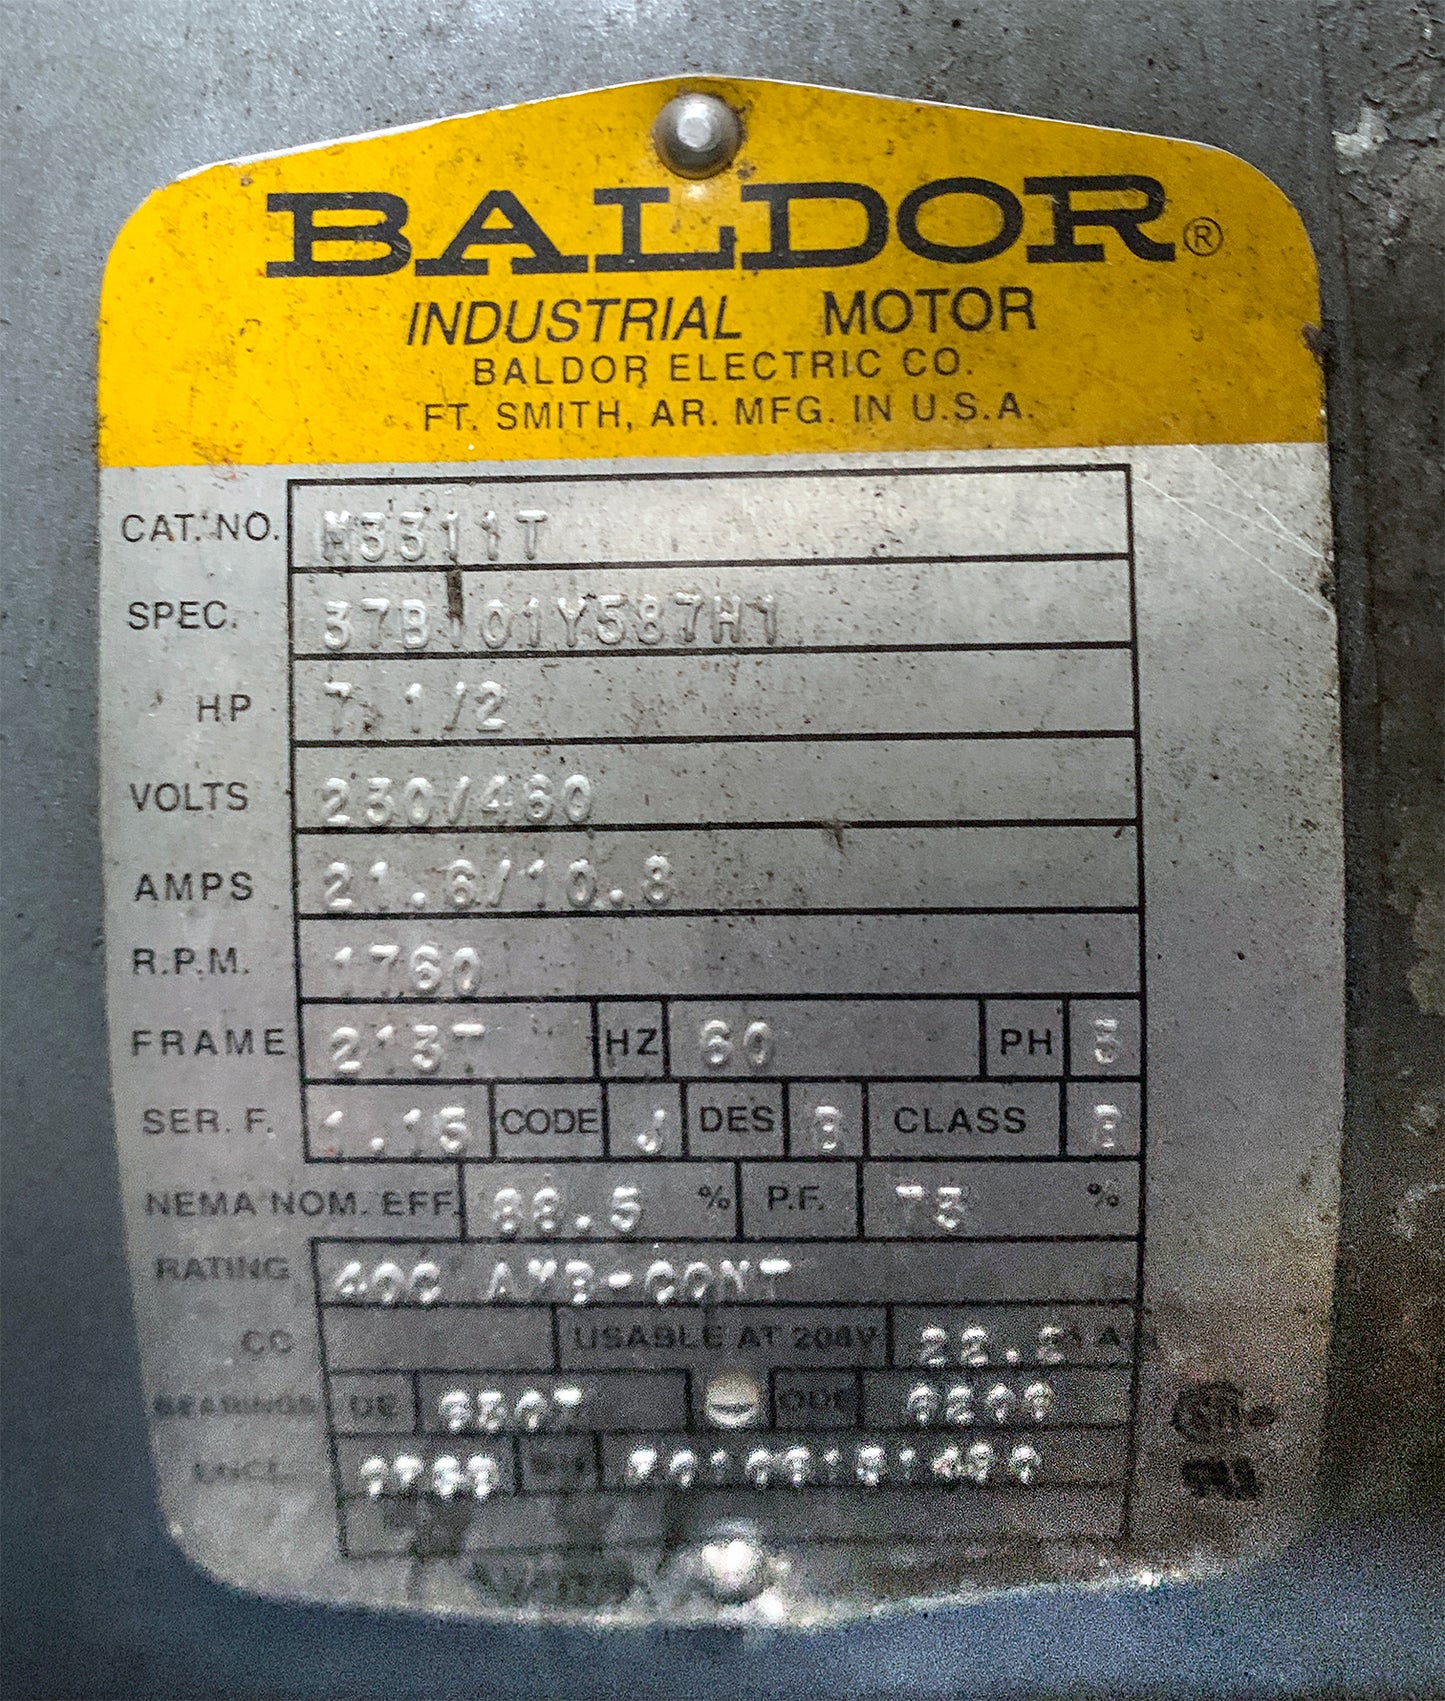 BALDOR®
INDUSTRIAL MOTOR
BALDOR ELECTRIC CO.
FT. SMITH, AR. MFG. IN U.S.A.
CAT. NO. M3311T
SPEC. 37B101Y587H1
HP 7 1/2
VOLTS 230/460
AMPS 21.6/10.8
R.P.M. 1760
FRAME 213T HZ 60 PH 3
SER. F. 1.15 CODE J DES B CLASS B
NEMA NOM. EFF. 88.5 % P.F. 73 %
RATING 40C AMB-CONT
CC USABLE AT 208V A
BEARINGS DE 6307 ODE
ENCL.